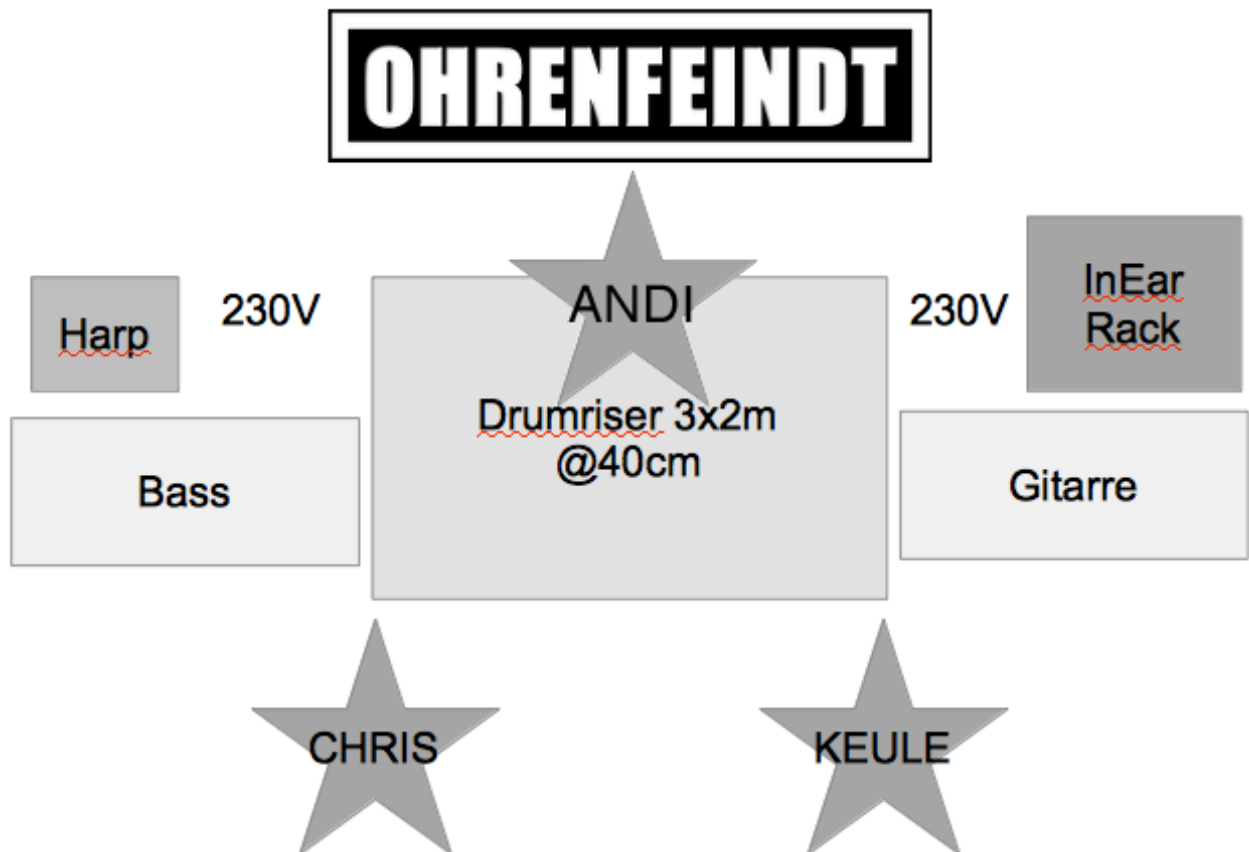 OHRENFEINDT
ANDI
230V
230V
InEar
Rack
Harp
Drumriser 3x2m
@40cm
Bass
Gitarre
CHRIS
KEULE